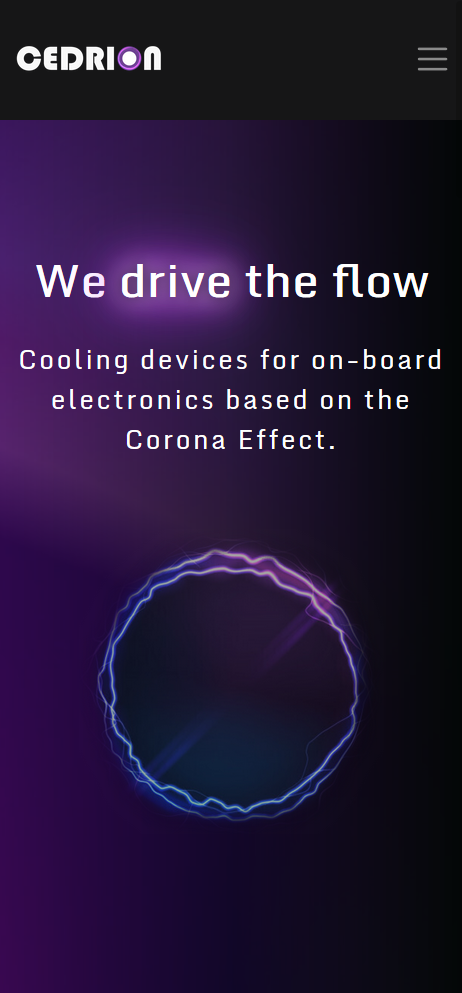 CEDRION
We drive the flow
Cooling devices for on-board
electronics based on the
Corona Effect.